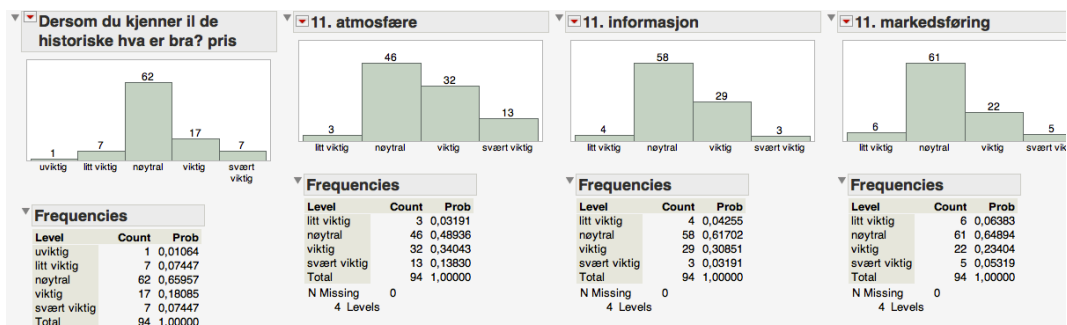 Dersom du kjenner il de
historiske hva er bra? pris
62
17
7
7
1
uviktig litt viktig nøytral viktig svært
viktig
Frequencies
Level Count Prob
uviktig 1 0,01064
litt viktig 7 0,07447
nøytral 62 0,65957
viktig 17 0,18085
svært viktig 7 0,07447
Total 94 1,00000
11. atmosfære
46
32
13
3
litt viktig nøytral viktig svært viktig
Frequencies
Level Count Prob
litt viktig 3 0,03191
nøytral 46 0,48936
viktig 32 0,34043
svært viktig 13 0,13830
Total 94 1,00000
N Missing 0
4 Levels
11. informasjon
58
29
4
3
litt viktig nøytral viktig svært viktig
Frequencies
Level Count Prob
litt viktig 4 0,04255
nøytral 58 0,61702
viktig 29 0,30851
svært viktig 3 0,03191
Total 94 1,00000
N Missing 0
4 Levels
11. markedsføring
61
22
6
5
litt viktig nøytral viktig svært vikt
Frequencies
Level Count Prob
litt viktig 6 0,06383
nøytral 61 0,64894
viktig 22 0,23404
svært viktig 5 0,05319
Total 94 1,00000
N Missing 0
4 Levels